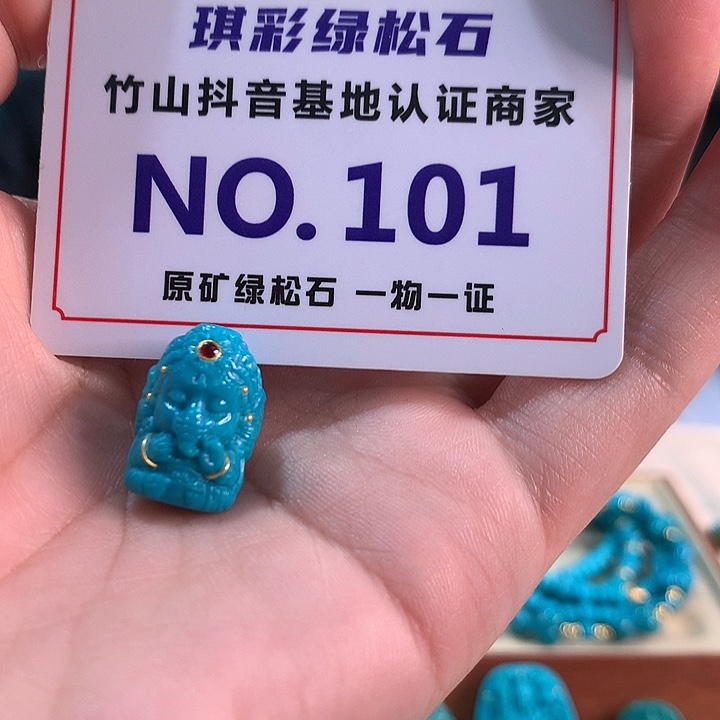 琪彩绿松石
竹山抖音基地认证商家
NO.101
原矿绿松石 一物一证